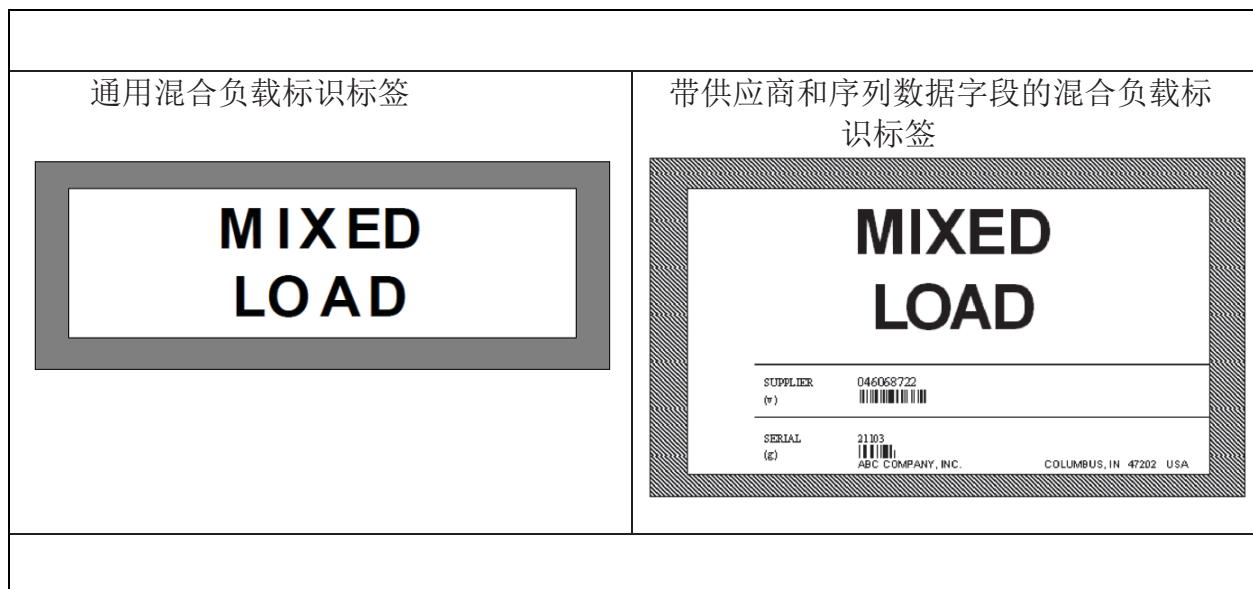 通用混合负载标识标签
MIXED
LOAD
带供应商和序列数据字段的混合负载标
识标签
MIXED
LOAD
SUPPLIER 046068722
(v)
SERIAL 21103
(g)
ABC COMPANY, INC. COLUMBUS, IN 47202 USA